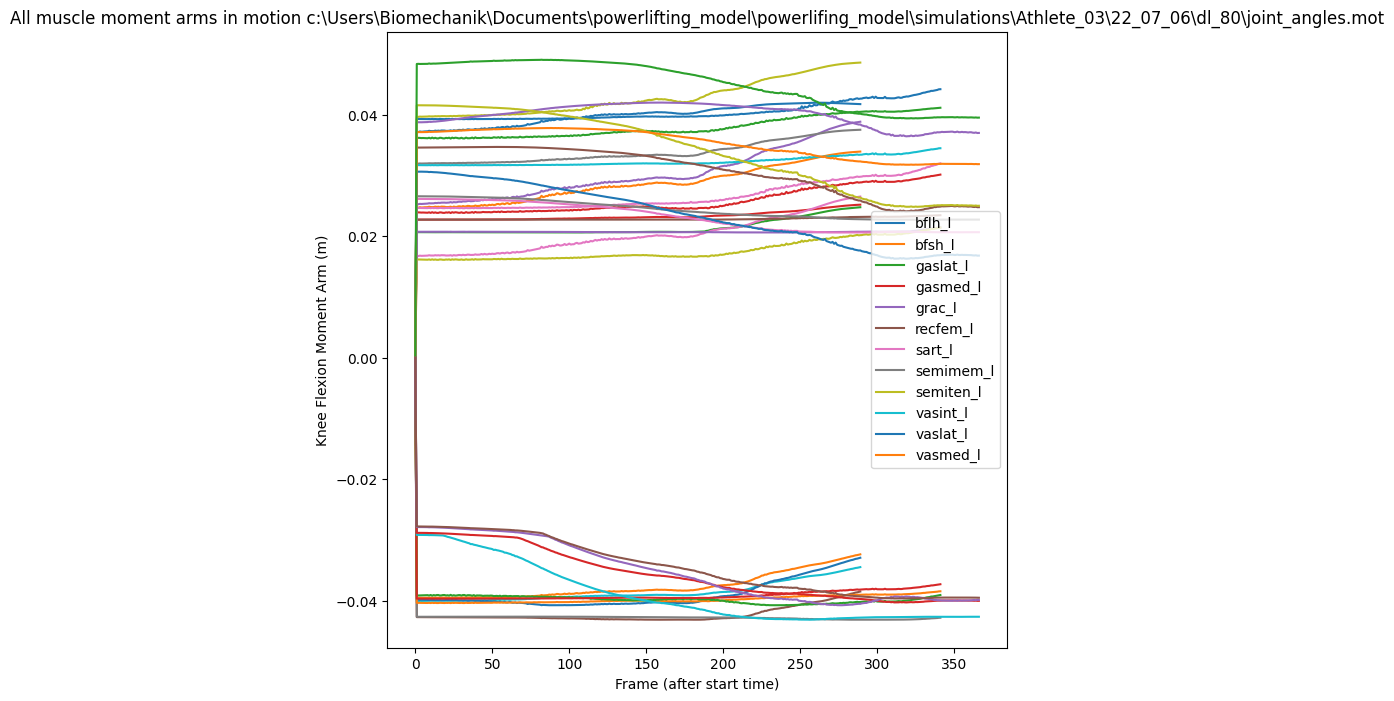 All muscle moment arms in motion c:\Users\Biomechanik\Documents\powerlifting_model\powerlifing_model\simulations\Athlete_03\22_07_06\dl_80\joint_angles.mot
Knee Flexion Moment Arm (m)
0.04
0.02
0.00
−0.02
−0.04
bflh_l
bfsh_l
gaslat_l
gasmed_l
grac_l
recfem_l
sart_l
semimem_l
semiten_l
vasint_l
vaslat_l
vasmed_l
0 50 100 150 200 250 300 350
Frame (after start time)